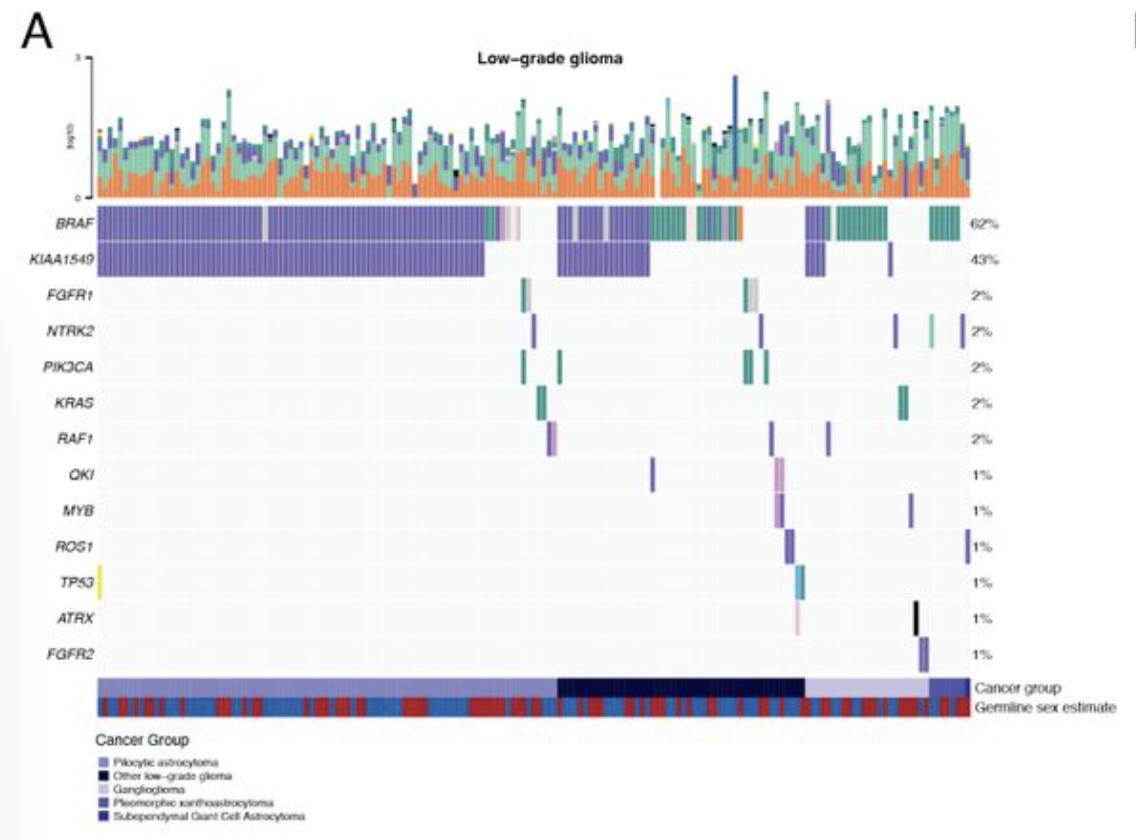 A
Low-grade glioma
3
0
BRAF 62%
KIAA1549 43%
FGFR1 2%
NTRK2 2%
PIK3CA 2%
KRAS 2%
RAF1 2%
QKI 1%
MYB 1%
ROS1 1%
TP53 1%
ATRX 1%
FGFR2 1%
Cancer group
Germline sex estimate
Cancer Group
Pilocytic astrocytoma
Other low-grade glioma
Ganglioglioma
Pleomorphic xanthoastrocytoma
Subependymal Giant Cell Astrocytoma